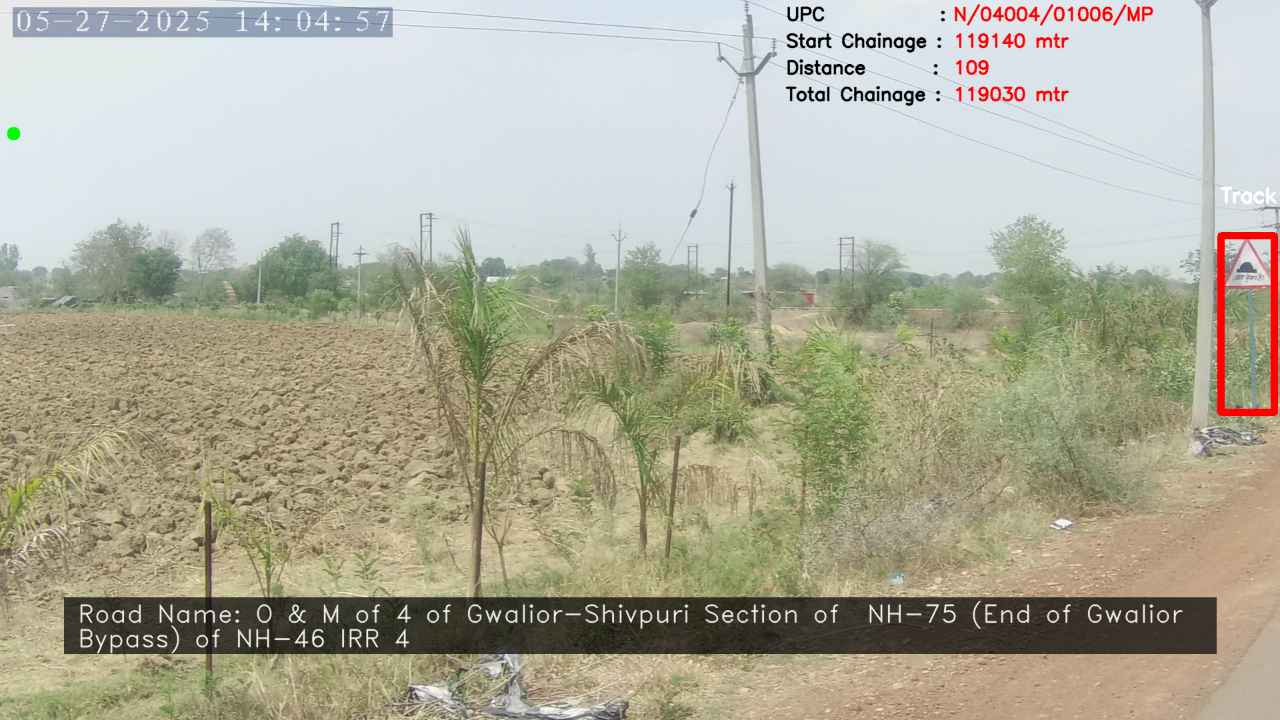 05-27-2025 14:04:57
UPC : N/04004/01006/MP
Start Chainage : 119140 mtr
Distance : 109
Total Chainage : 119030 mtr
Track
Road Name: O & M of 4 of Gwalior-Shivpuri Section of NH-75 (End of Gwalior
Bypass) of NH-46 IRR 4